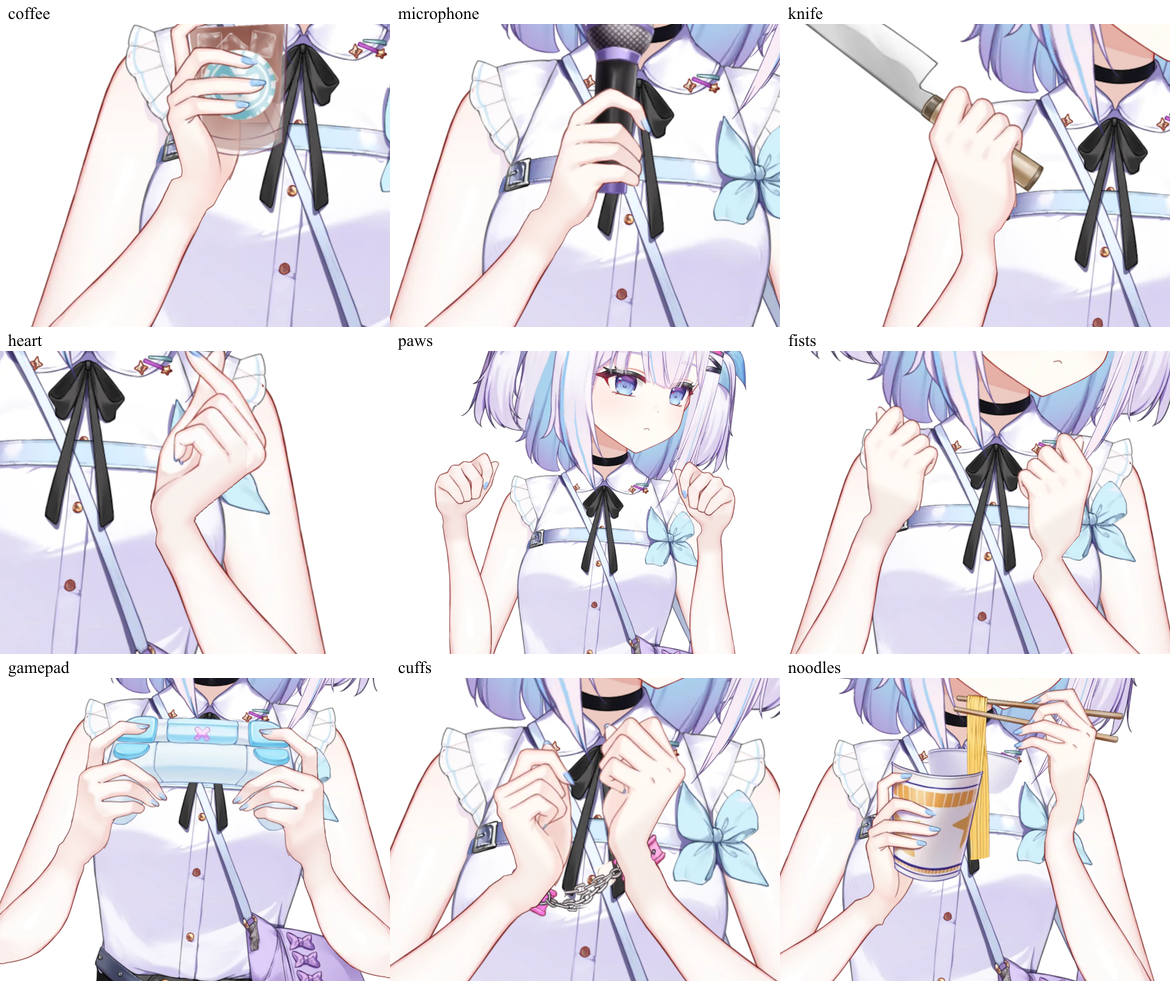 coffee
microphone
knife
heart
paws
fists
gamepad
cuffs
noodles